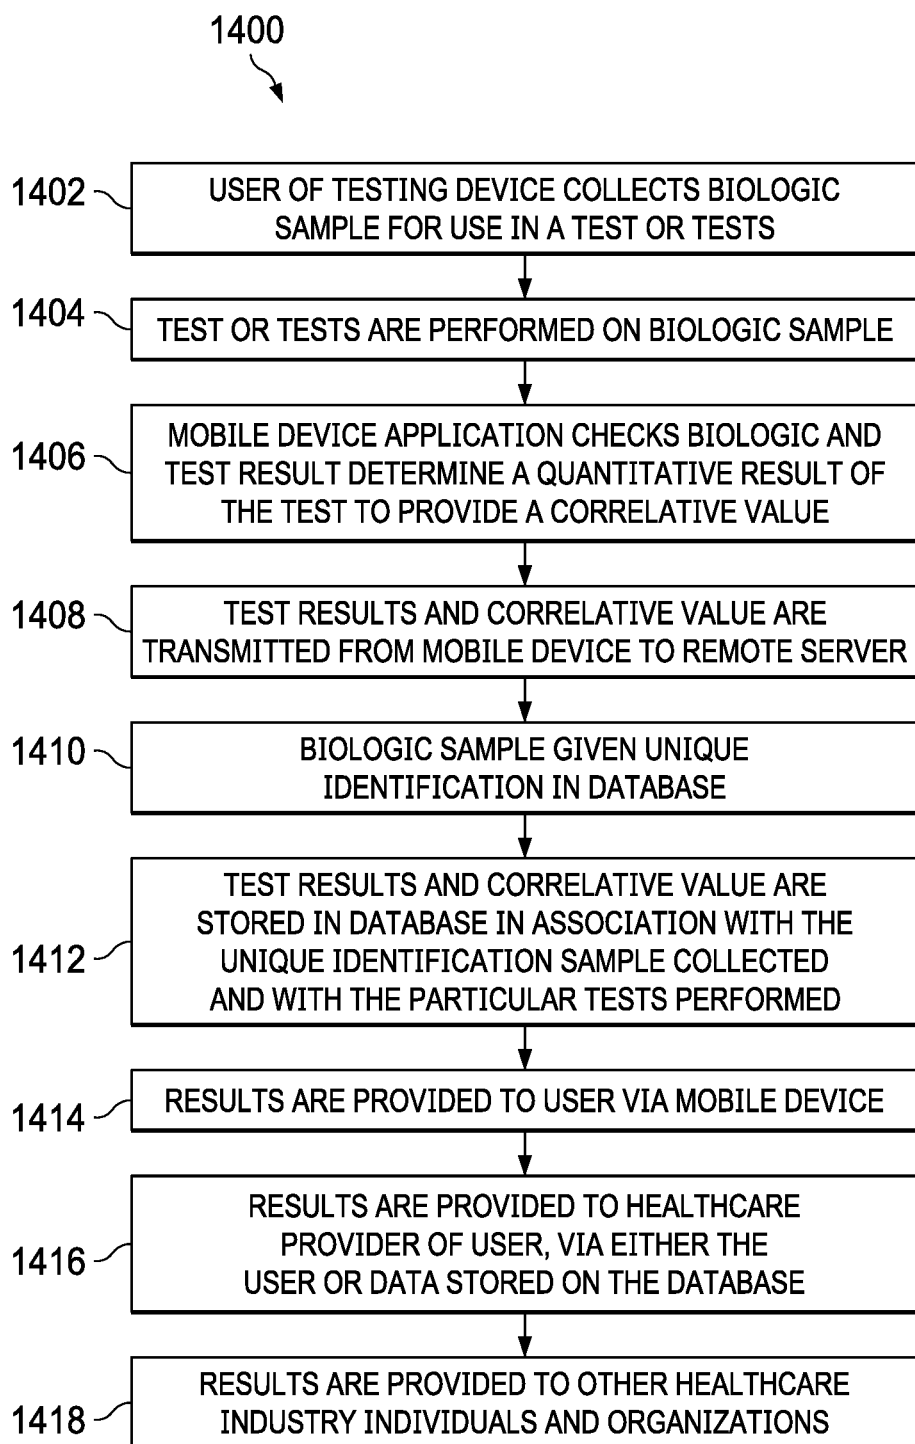 1400
1402
USER OF TESTING DEVICE COLLECTS BIOLOGIC
SAMPLE FOR USE IN A TEST OR TESTS
1404
TEST OR TESTS ARE PERFORMED ON BIOLOGIC SAMPLE
1406
MOBILE DEVICE APPLICATION CHECKS BIOLOGIC AND
TEST RESULT DETERMINE A QUANTITATIVE RESULT OF
THE TEST TO PROVIDE A CORRELATIVE VALUE
1408
TEST RESULTS AND CORRELATIVE VALUE ARE
TRANSMITTED FROM MOBILE DEVICE TO REMOTE SERVER
1410
BIOLOGIC SAMPLE GIVEN UNIQUE
IDENTIFICATION IN DATABASE
1412
TEST RESULTS AND CORRELATIVE VALUE ARE
STORED IN DATABASE IN ASSOCIATION WITH THE
UNIQUE IDENTIFICATION SAMPLE COLLECTED
AND WITH THE PARTICULAR TESTS PERFORMED
1414
RESULTS ARE PROVIDED TO USER VIA MOBILE DEVICE
1416
RESULTS ARE PROVIDED TO HEALTHCARE
PROVIDER OF USER, VIA EITHER THE
USER OR DATA STORED ON THE DATABASE
1418
RESULTS ARE PROVIDED TO OTHER HEALTHCARE
INDUSTRY INDIVIDUALS AND ORGANIZATIONS